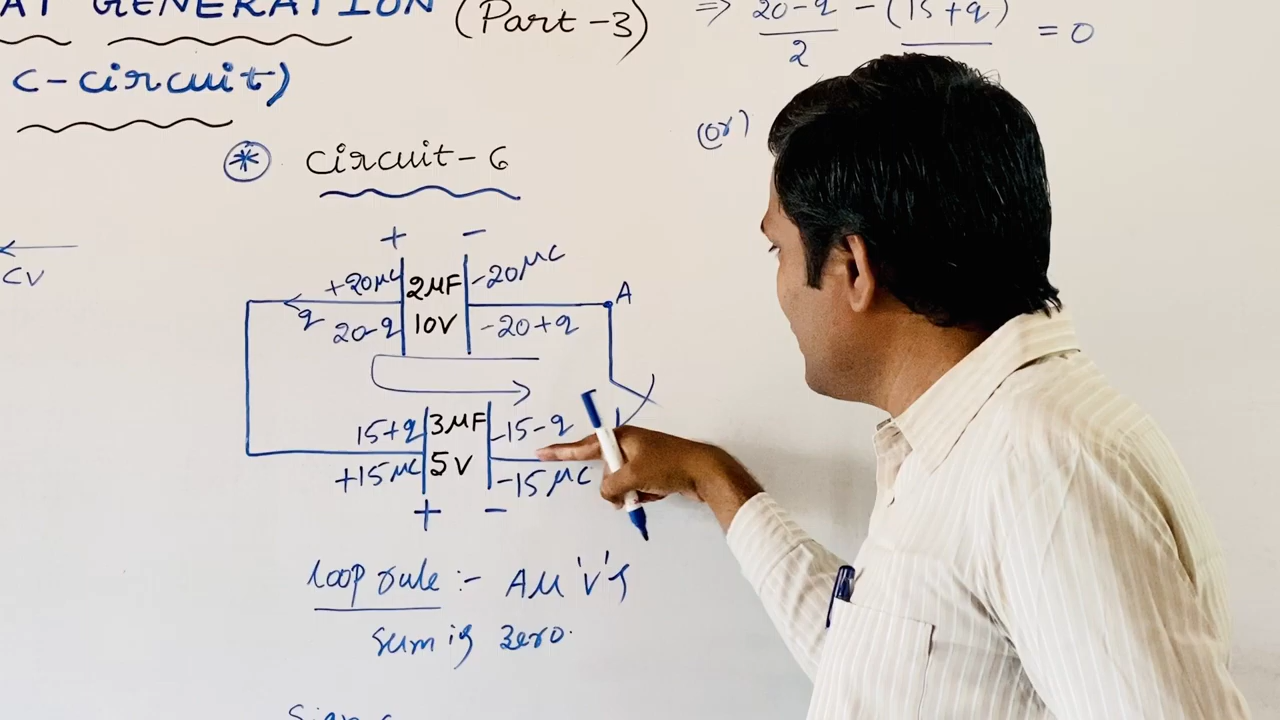 AT GENERATION (Part-3)
C-circuit)
* Circuit-6
CV
+ -
+20μC 2μF -20μC
A
q 20-q 10V -20+q
15+q 3μF -15-q
+15μC 5V -15μC
+ -
Loop rule :- All 'V's
sum is zero.
Sign c
=> 20-q/2 - (15+q) = 0
(or)